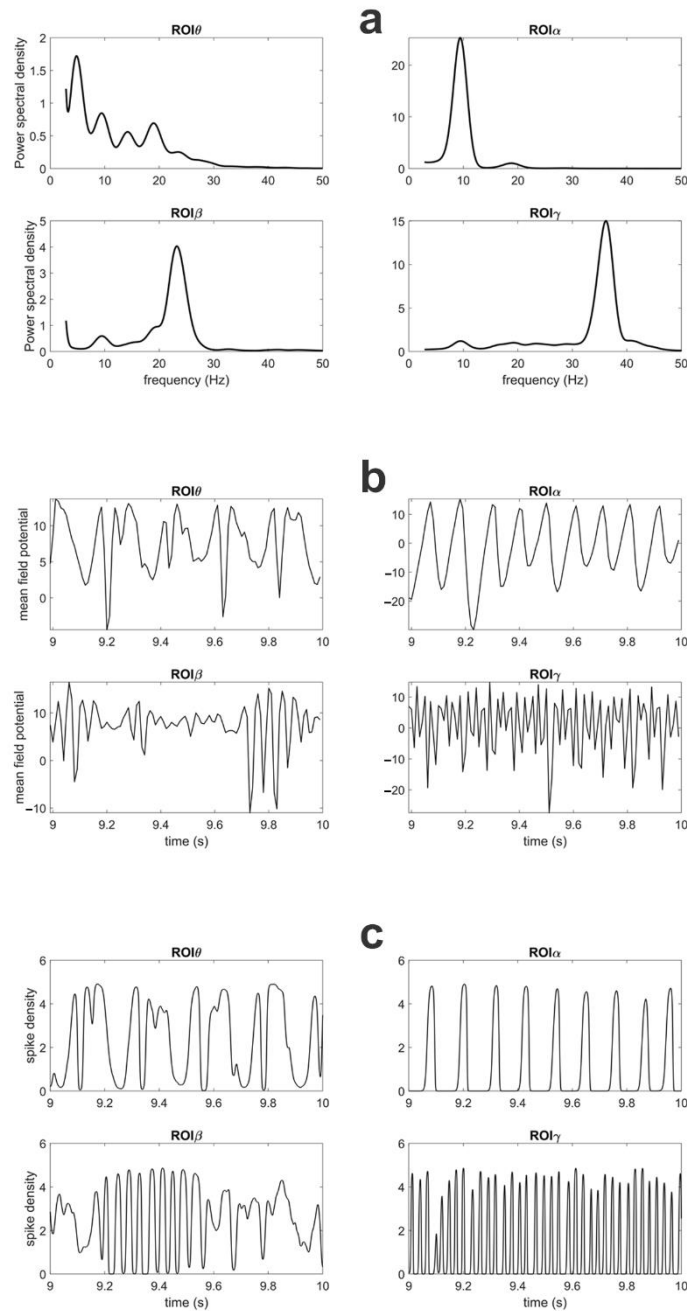 a
ROIθ ROIα
Power spectral density
2
1.5
1
0.5
0
0 10 20 30 40 50
20
10
0
0 10 20 30 40 50
ROIβ ROIγ
Power spectral density
5
4
3
2
1
0
0 10 20 30 40 50
frequency (Hz)
15
10
5
0
0 10 20 30 40 50
frequency (Hz)
b
ROIθ ROIα
mean field potential
10
5
0
9 9.2 9.4 9.6 9.8 10
10
0
−10
−20
9 9.2 9.4 9.6 9.8 10
ROIβ ROIγ
mean field potential
10
0
−10
9 9.2 9.4 9.6 9.8 10
time (s)
10
0
−10
−20
9 9.2 9.4 9.6 9.8 10
time (s)
c
ROIθ ROIα
spike density
6
4
2
0
9 9.2 9.4 9.6 9.8 10
6
4
2
0
9 9.2 9.4 9.6 9.8 10
ROIβ ROIγ
spike density
6
4
2
0
9 9.2 9.4 9.6 9.8 10
time (s)
6
4
2
0
9 9.2 9.4 9.6 9.8 10
time (s)